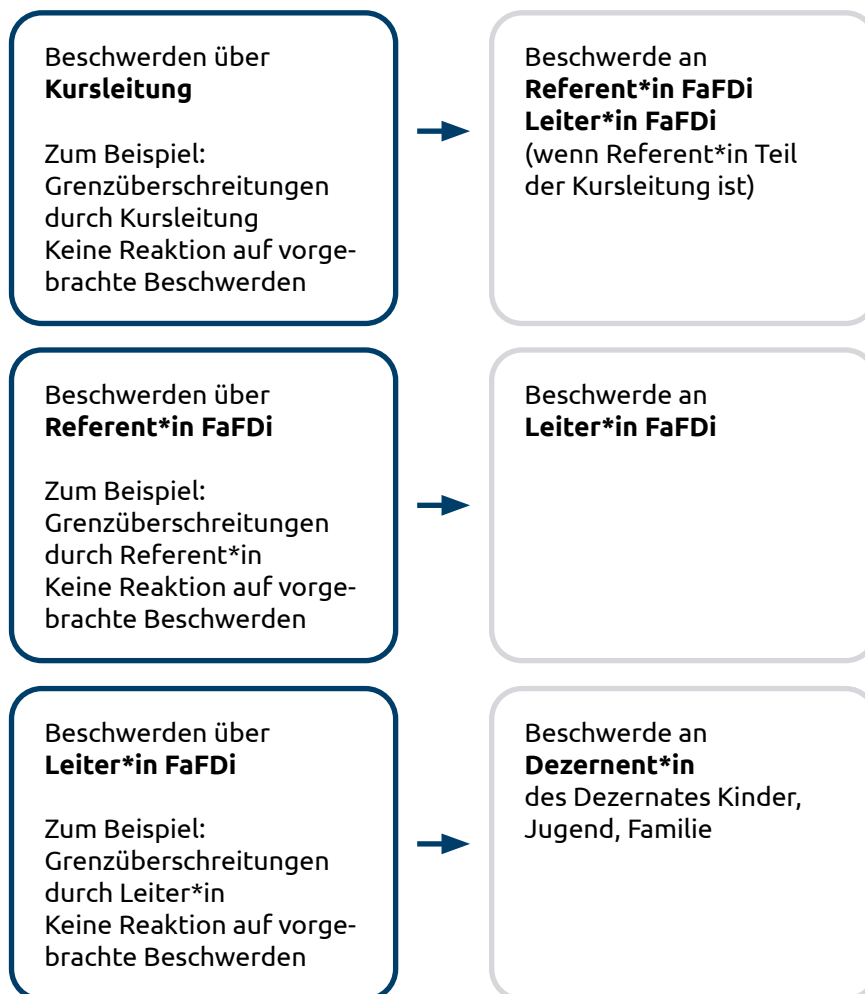 Beschwerden über
Kursleitung
Zum Beispiel:
Grenzüberschreitungen
durch Kursleitung
Keine Reaktion auf vorge-
brachte Beschwerden
Beschwerde an
Referent*in FaFDi
Leiter*in FaFDi
(wenn Referent*in Teil
der Kursleitung ist)
Beschwerden über
Referent*in FaFDi
Zum Beispiel:
Grenzüberschreitungen
durch Referent*in
Keine Reaktion auf vorge-
brachte Beschwerden
Beschwerde an
Leiter*in FaFDi
Beschwerden über
Leiter*in FaFDi
Zum Beispiel:
Grenzüberschreitungen
durch Leiter*in
Keine Reaktion auf vorge-
brachte Beschwerden
Beschwerde an
Dezernent*in
des Dezernates Kinder,
Jugend, Familie